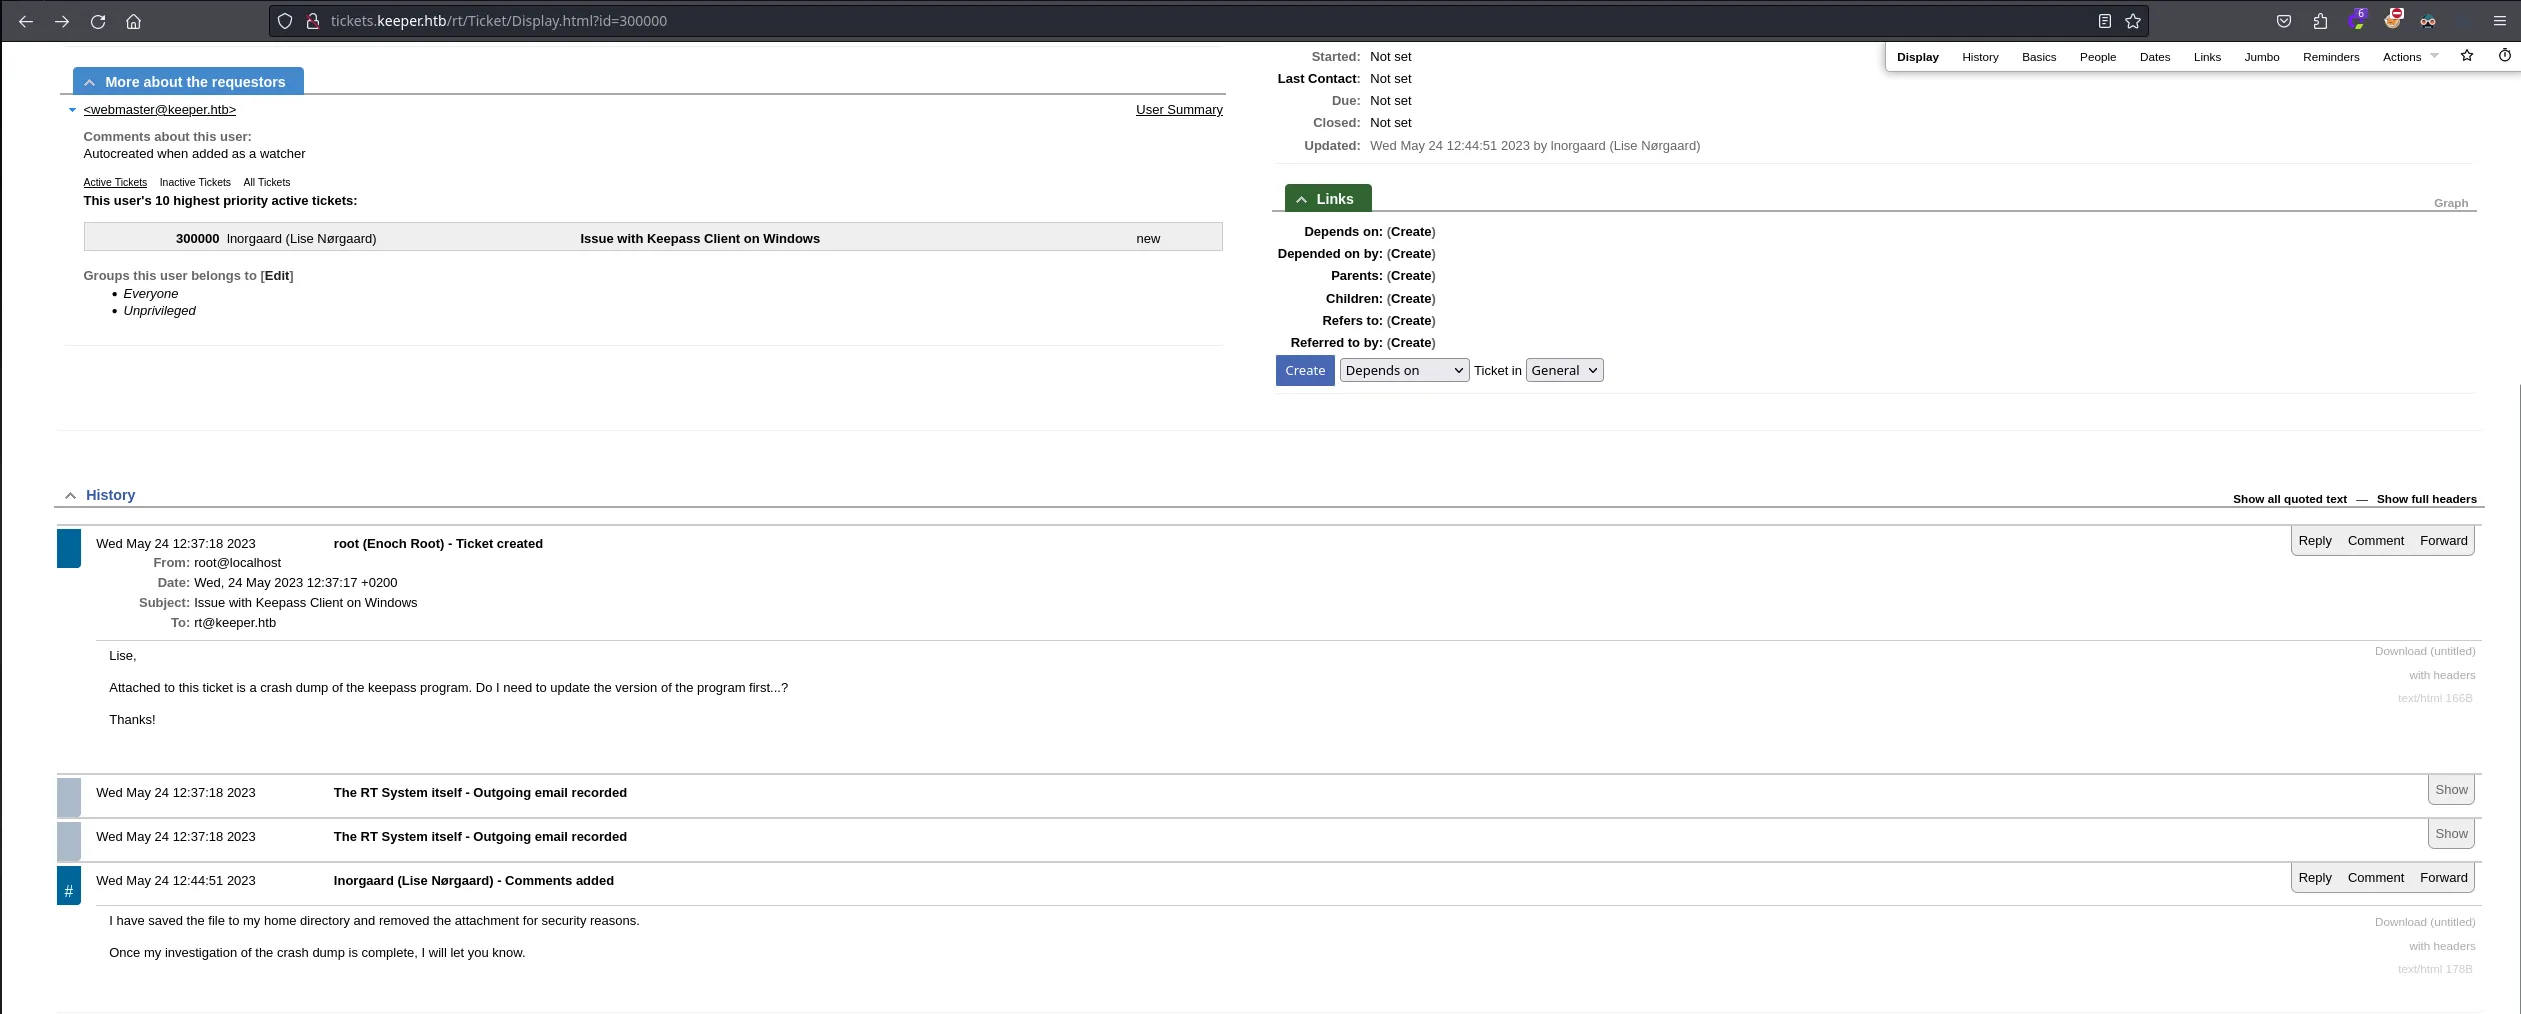 tickets.keeper.htb/rt/Ticket/Display.html?id=300000
6
Display History Basics People Dates Links Jumbo Reminders Actions
More about the requestors
<webmaster@keeper.htb> User Summary
Comments about this user:
Autocreated when added as a watcher
Active Tickets Inactive Tickets All Tickets
This user's 10 highest priority active tickets:
300000 lnorgaard (Lise Nørgaard) Issue with Keepass Client on Windows new
Groups this user belongs to [Edit]
• Everyone
• Unprivileged
Started: Not set
Last Contact: Not set
Due: Not set
Closed: Not set
Updated: Wed May 24 12:44:51 2023 by lnorgaard (Lise Nørgaard)
Links Graph
Depends on: (Create)
Depended on by: (Create)
Parents: (Create)
Children: (Create)
Refers to: (Create)
Referred to by: (Create)
Create Depends on Ticket in General
History Show all quoted text — Show full headers
Wed May 24 12:37:18 2023 root (Enoch Root) - Ticket created Reply Comment Forward
From: root@localhost
Date: Wed, 24 May 2023 12:37:17 +0200
Subject: Issue with Keepass Client on Windows
To: rt@keeper.htb
Lise,
Attached to this ticket is a crash dump of the keepass program. Do I need to update the version of the program first...?
Thanks!
Download (untitled)
with headers
text/html 166B
Wed May 24 12:37:18 2023 The RT System itself - Outgoing email recorded Show
Wed May 24 12:37:18 2023 The RT System itself - Outgoing email recorded Show
# Wed May 24 12:44:51 2023 lnorgaard (Lise Nørgaard) - Comments added Reply Comment Forward
I have saved the file to my home directory and removed the attachment for security reasons.
Once my investigation of the crash dump is complete, I will let you know.
Download (untitled)
with headers
text/html 178B